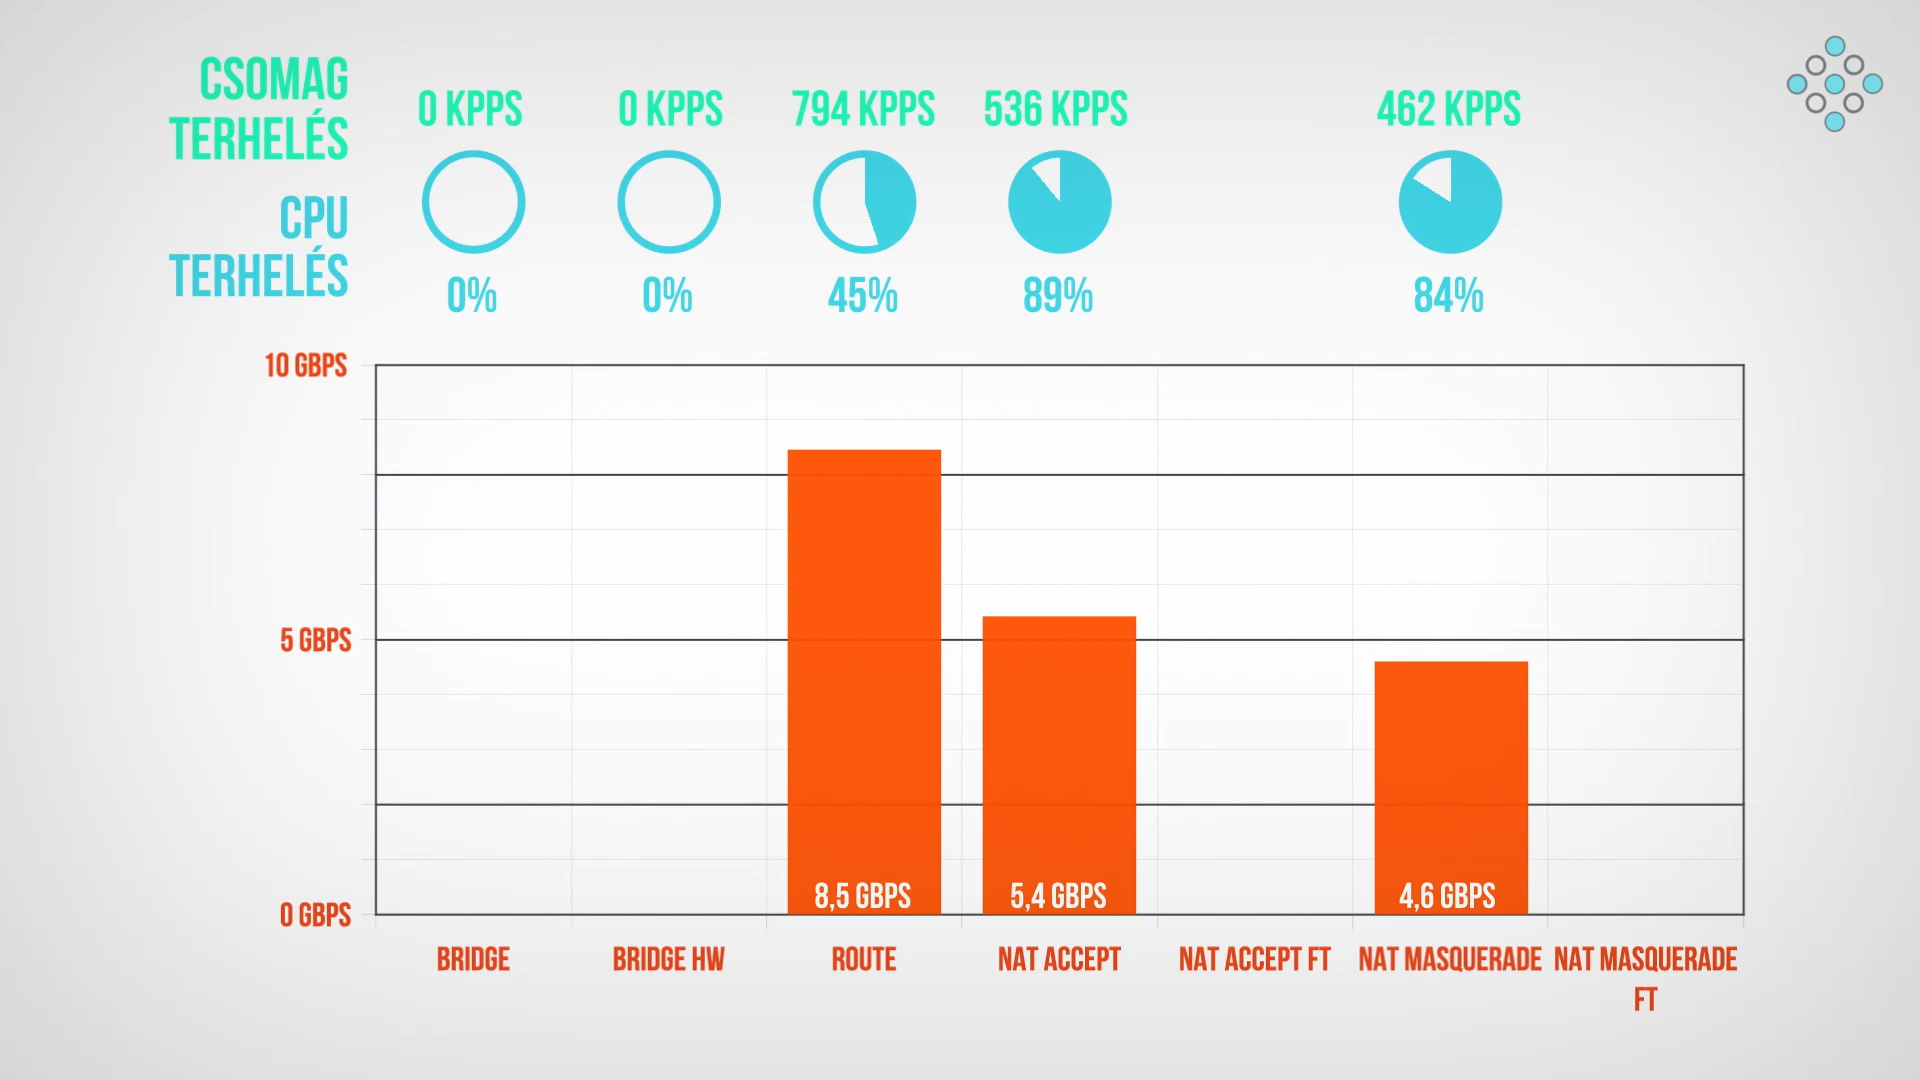 CSOMAG
TERHELÉS
0 KPPS
0 KPPS
794 KPPS
536 KPPS
462 KPPS
CPU
TERHELÉS
0%
0%
45%
89%
84%
10 GBPS
5 GBPS
0 GBPS
8,5 GBPS
5,4 GBPS
4,6 GBPS
BRIDGE
BRIDGE HW
ROUTE
NAT ACCEPT
NAT ACCEPT FT
NAT MASQUERADE
NAT MASQUERADE
FT